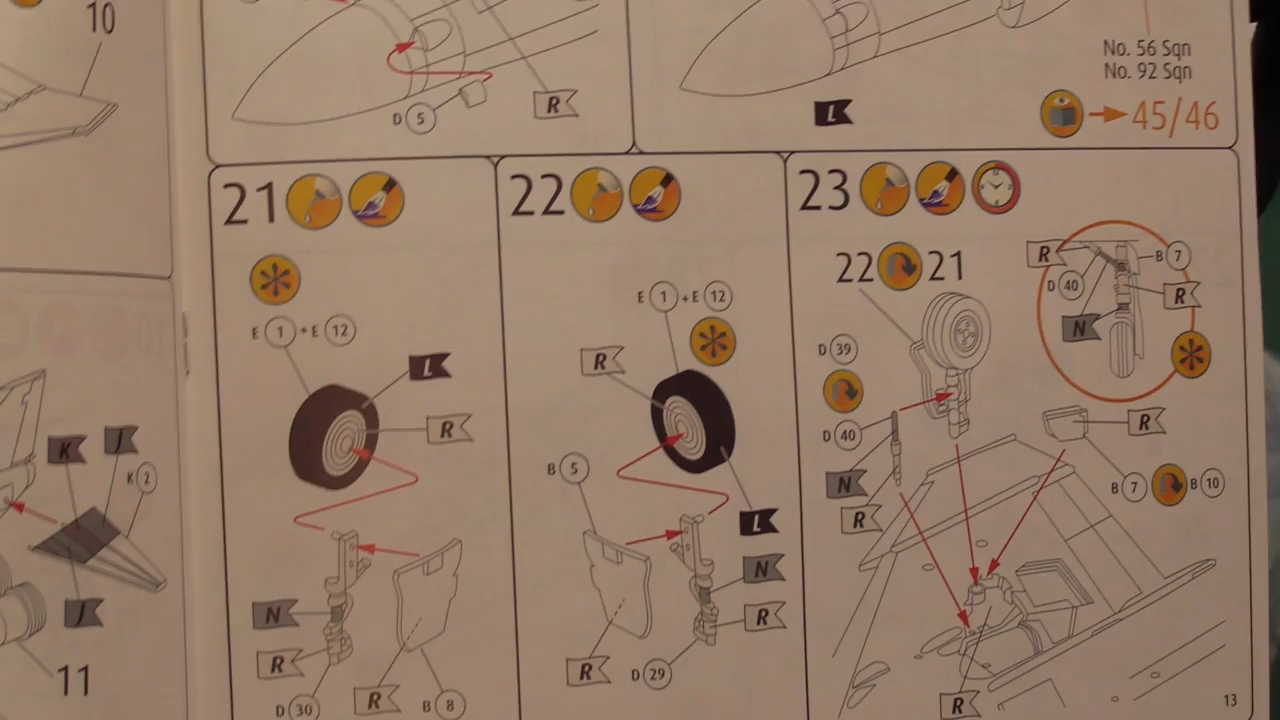 10
D 5
R
L
No. 56 Sqn
No. 92 Sqn
45/46
K
J
K 2
J
11
21
E 1 + E 12
L
R
N
R
D 30
R
B 8
22
E 1 + E 12
R
B 5
L
N
R
R
D 29
23
22 21
R
B 7
D 40
R
N
D 39
D 40
N
R
R
B 7 B 10
R
13